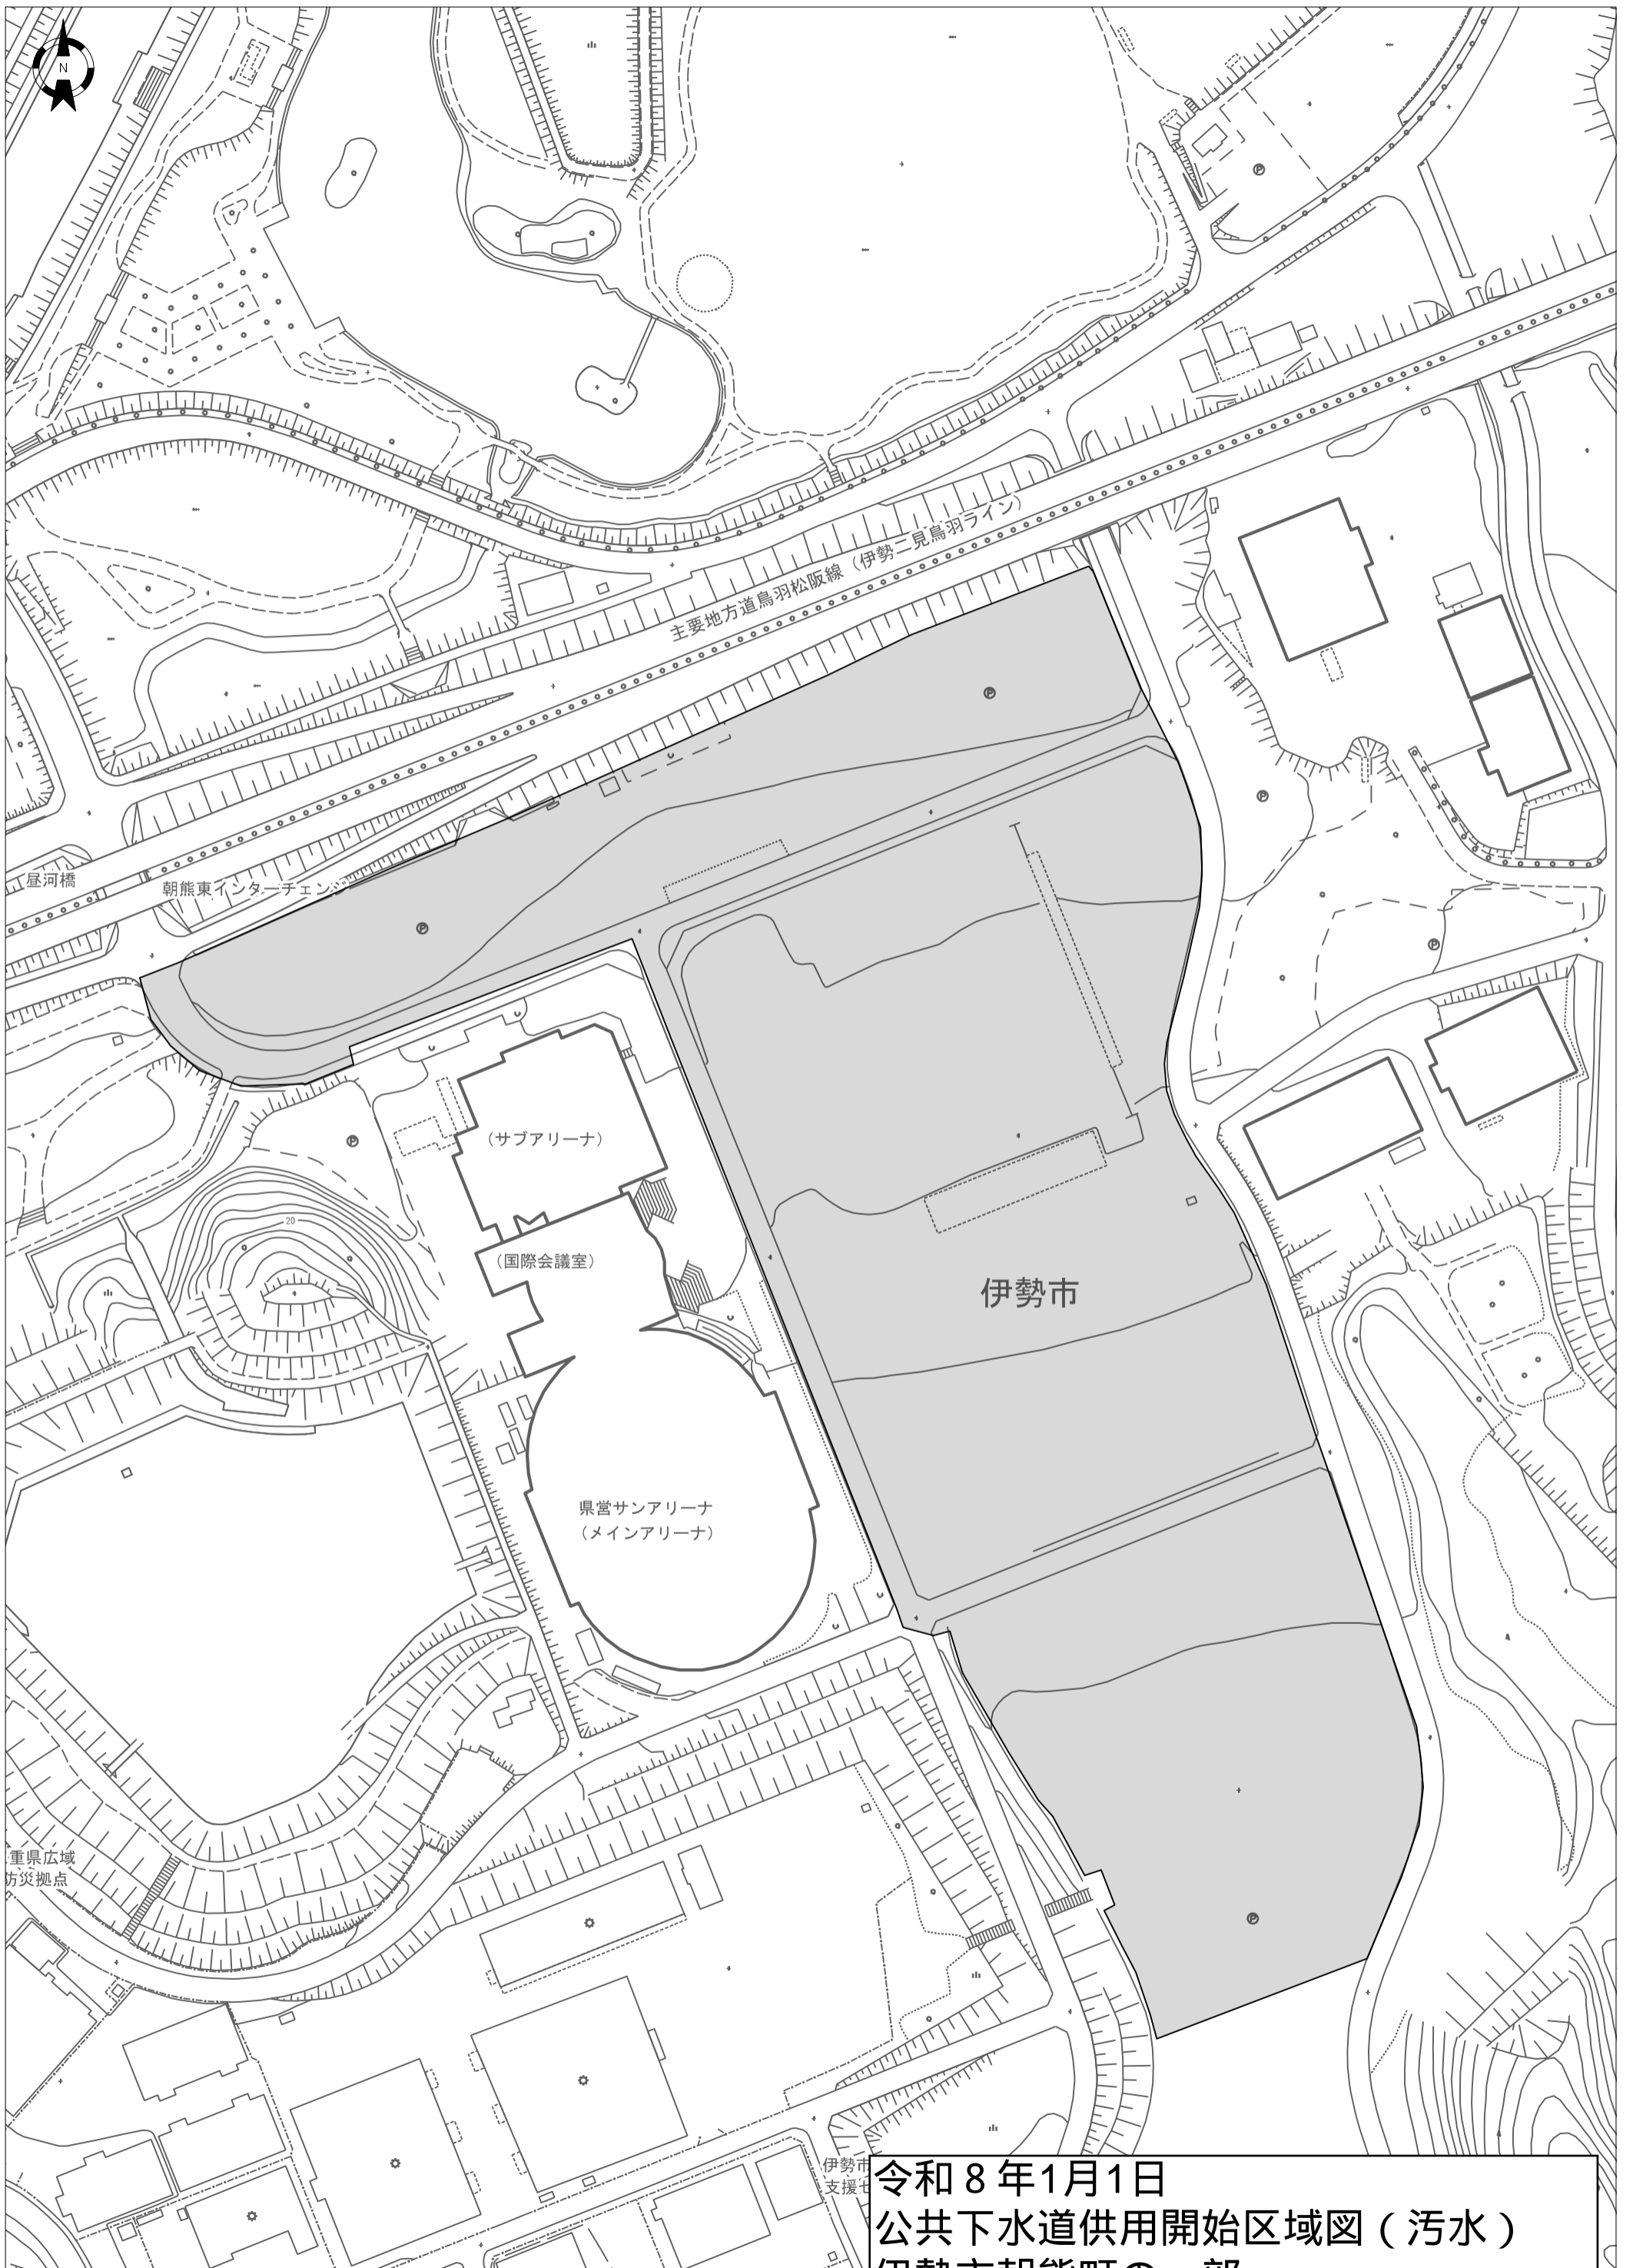 N
主要地方道鳥羽松阪線（伊勢二見鳥羽ライン）
昼河橋
朝熊東インターチェンジ
（サブアリーナ）
20
（国際会議室）
伊勢市
県営サンアリーナ
（メインアリーナ）
重県広域
防災拠点
伊勢市
支援セ
令和８年1月1日
公共下水道供用開始区域図（汚水）